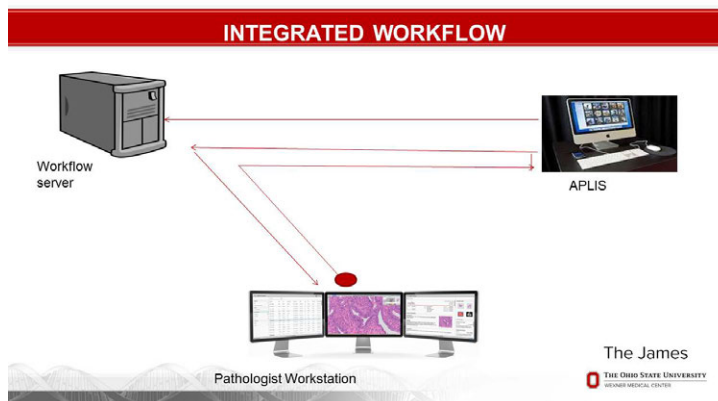 INTEGRATED WORKFLOW
Workflow
server
APLIS
Pathologist Workstation
The James
THE OHIO STATE UNIVERSITY
WEXNER MEDICAL CENTER